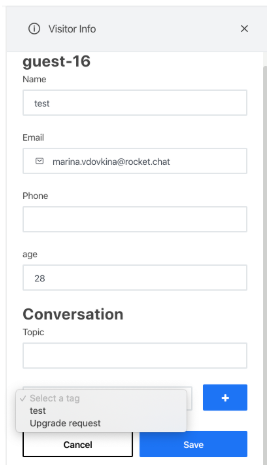 Visitor Info
guest-16
Name
test
Email
marina.vdovkina@rocket.chat
Phone
age
28
Conversation
Topic
Select a tag
test
Upgrade request
Cancel
Save